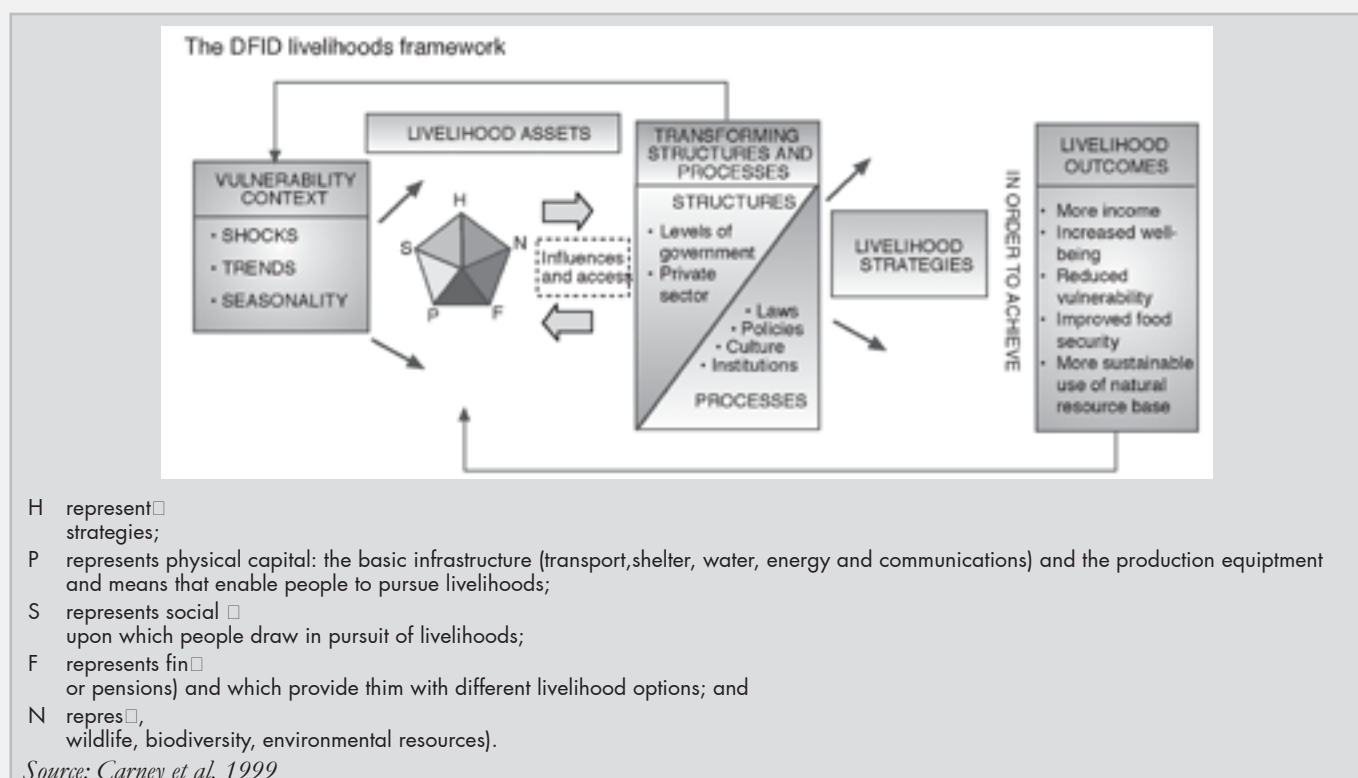 The DFID livelihoods framework
LIVELIHOOD ASSETS
VULNERABILITY
CONTEXT
• SHOCKS
• TRENDS
• SEASONALITY
H
S
N
P
F
Influences
and access
TRANSFORMING
STRUCTURES AND
PROCESSES
STRUCTURES
• Levels of
government
• Private
sector
• Laws
• Policies
• Culture
• Institutions
PROCESSES
LIVELIHOOD
STRATEGIES
IN ORDER TO ACHIEVE
LIVELIHOOD
OUTCOMES
• More income
• Increased well-
being
• Reduced
vulnerability
• Improved food
security
• More sustainable
use of natural
resource base
H represent□
strategies;
P represents physical capital: the basic infrastructure (transport,shelter, water, energy and communications) and the production equiptment
and means that enable people to pursue livelihoods;
S represents social □
upon which people draw in pursuit of livelihoods;
F represents fin□
or pensions) and which provide thim with different livelihood options; and
N repres□,
wildlife, biodiversity, environmental resources).
Source: Carney et al. 1999